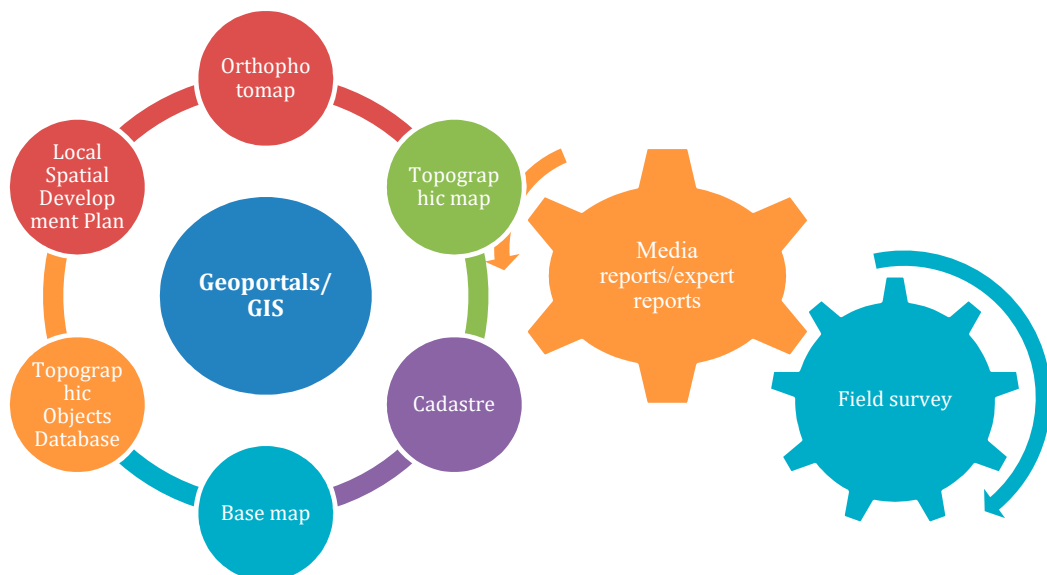 Orthopho
tomap
Local
Spatial
Develop
ment Plan
Topograp
hic map
Geoportals/
GIS
Media
reports/expert
reports
Topograp
hic
Objects
Database
Cadastre
Field survey
Base map